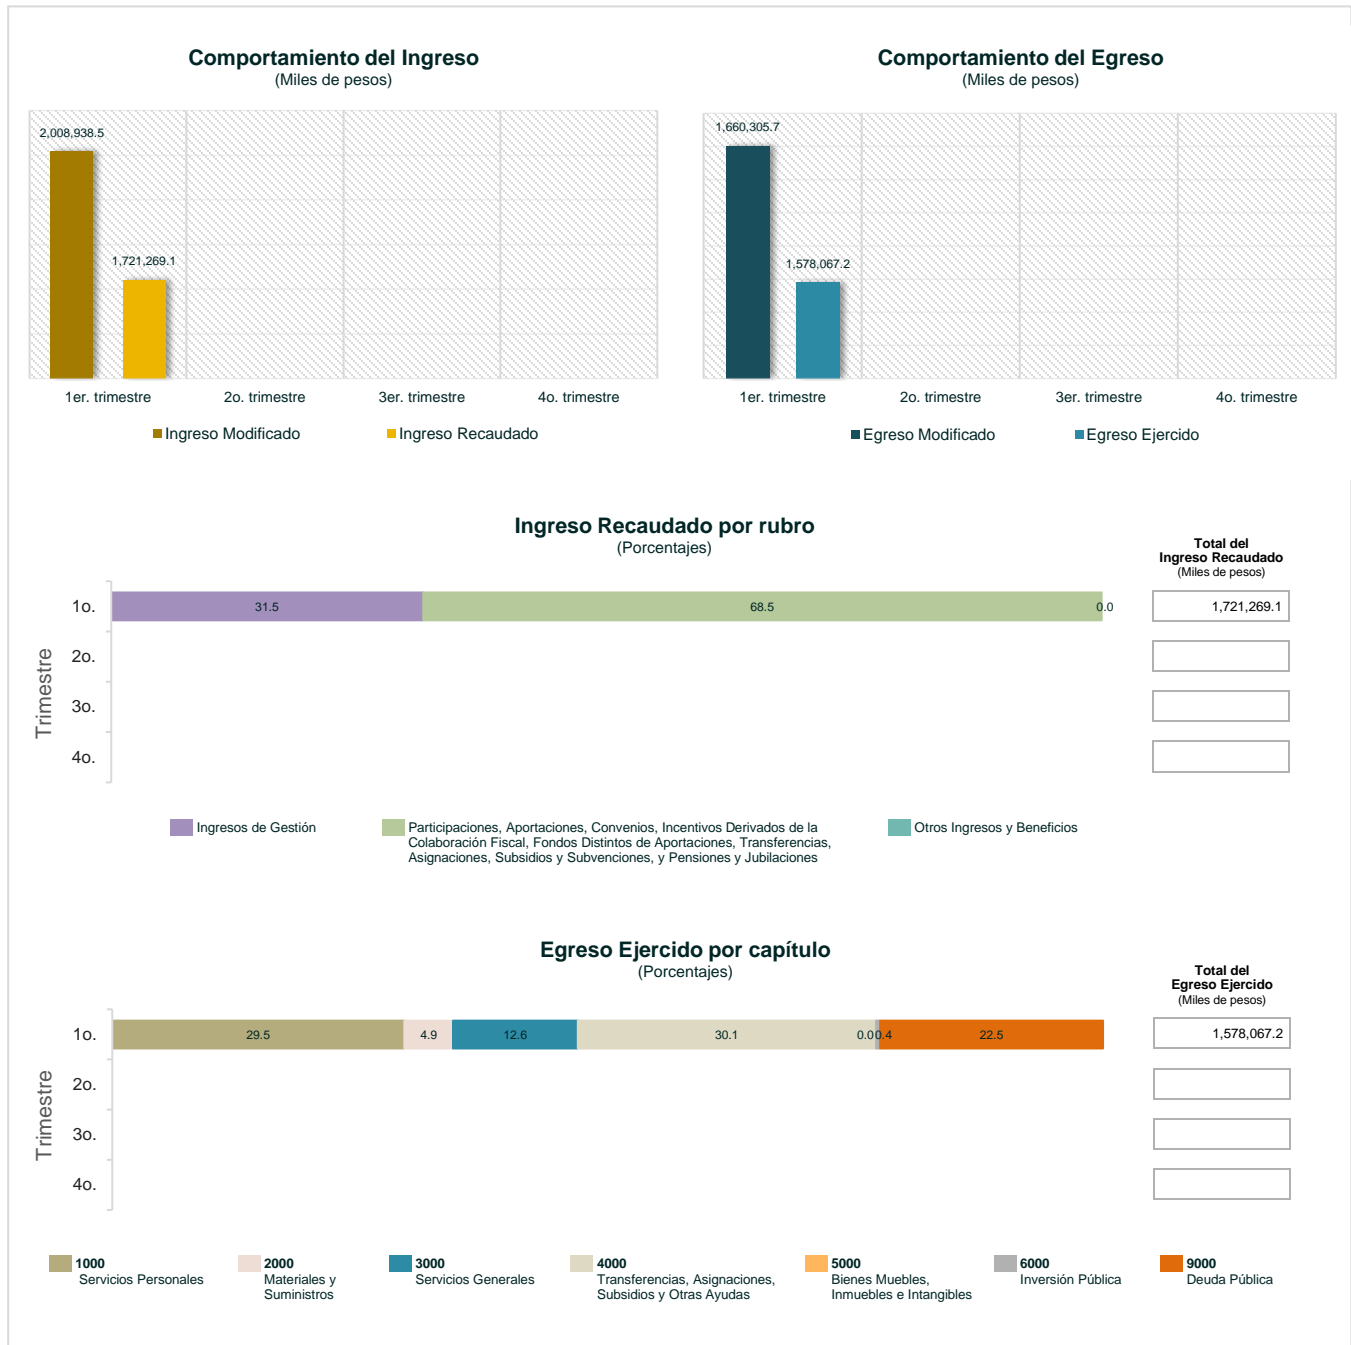 Comportamiento del Ingreso
(Miles de pesos)
2,008,938.5
1,721,269.1
1er. trimestre
2o. trimestre
3er. trimestre
4o. trimestre
Ingreso Modificado
Ingreso Recaudado
Comportamiento del Egreso
(Miles de pesos)
1,660,305.7
1,578,067.2
1er. trimestre
2o. trimestre
3er. trimestre
4o. trimestre
Egreso Modificado
Egreso Ejercido
Ingreso Recaudado por rubro
(Porcentajes)
Total del
Ingreso Recaudado
(Miles de pesos)
Trimestre
1o.
31.5
68.5
0.0
1,721,269.1
2o.
3o.
4o.
Ingresos de Gestión
Participaciones, Aportaciones, Convenios, Incentivos Derivados de la
Colaboración Fiscal, Fondos Distintos de Aportaciones, Transferencias,
Asignaciones, Subsidios y Subvenciones, y Pensiones y Jubilaciones
Otros Ingresos y Beneficios
Egreso Ejercido por capítulo
(Porcentajes)
Total del
Egreso Ejercido
(Miles de pesos)
Trimestre
1o.
29.5
4.9
12.6
30.1
0.0
0.4
22.5
1,578,067.2
2o.
3o.
4o.
1000
Servicios Personales
2000
Materiales y
Suministros
3000
Servicios Generales
4000
Transferencias, Asignaciones,
Subsidios y Otras Ayudas
5000
Bienes Muebles,
Inmuebles e Intangibles
6000
Inversión Pública
9000
Deuda Pública